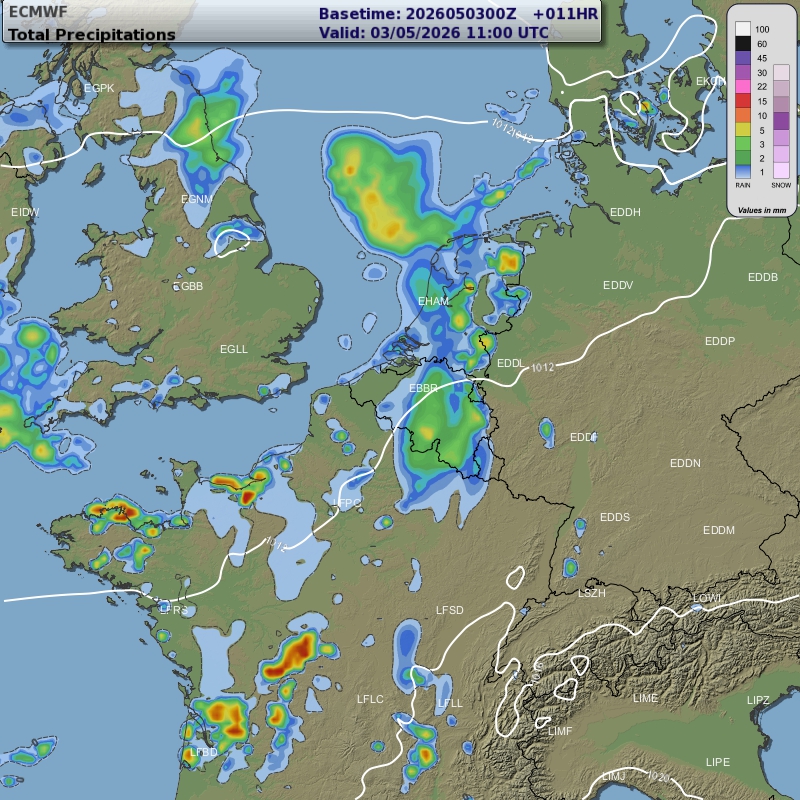 ECMWF
Basetime: 2026050300Z +011HR
Total Precipitations
Valid: 03/05/2026 11:00 UTC
100
60
45
30
22
15
10
5
3
2
1
RAIN
SNOW
Values in mm
EGPK
EIDW
EGNM
EGBB
EGLL
EHAM
EBBR
EDDL
EDDH
EDDV
EDDB
EDDP
EDDF
EDDN
EDDS
EDDM
LFPG
LFRS
LFSD
LSZH
LOWI
LFLC
LFLL
LFBD
LIME
LIMF
LIMJ
LIPZ
LIPE
1012
1012
1012
1020